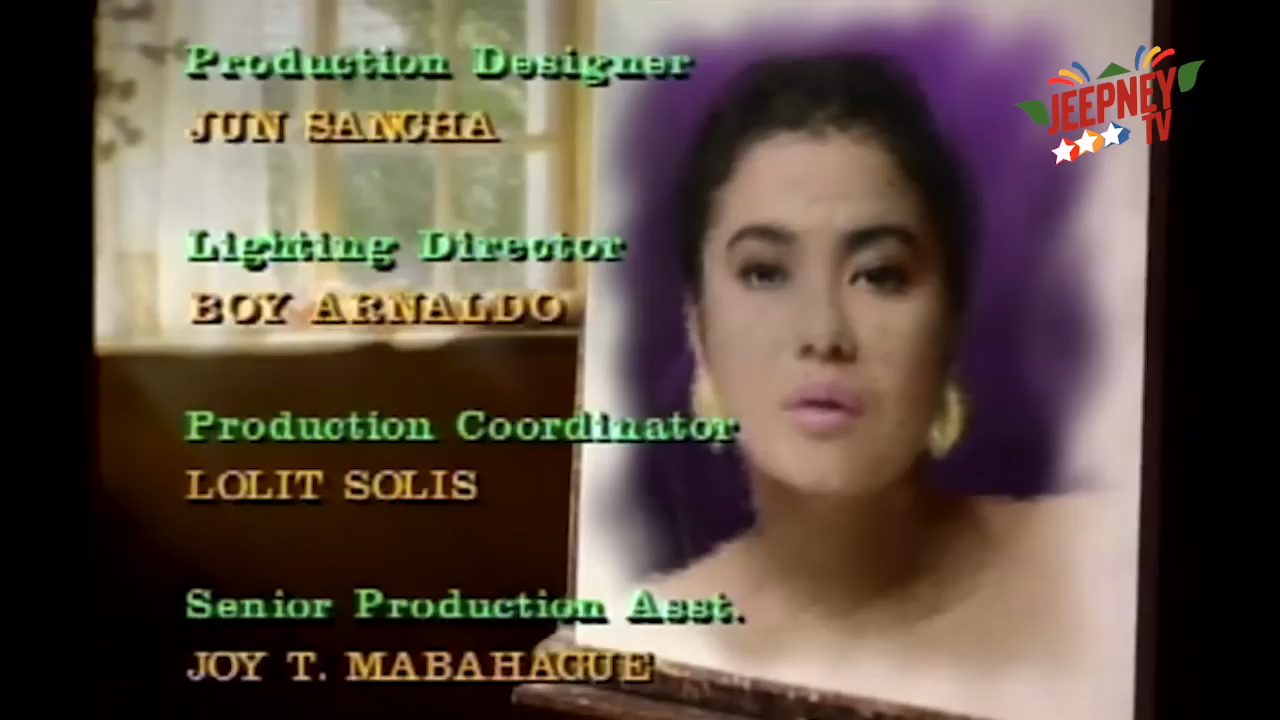 Production Designer
JUN SANCHA
Lighting Director
BOY ARNALDO
Production Coordinator
LOLIT SOLIS
Senior Production Asst.
JOY T. MABAHAGUE
JEEPNEY
TV